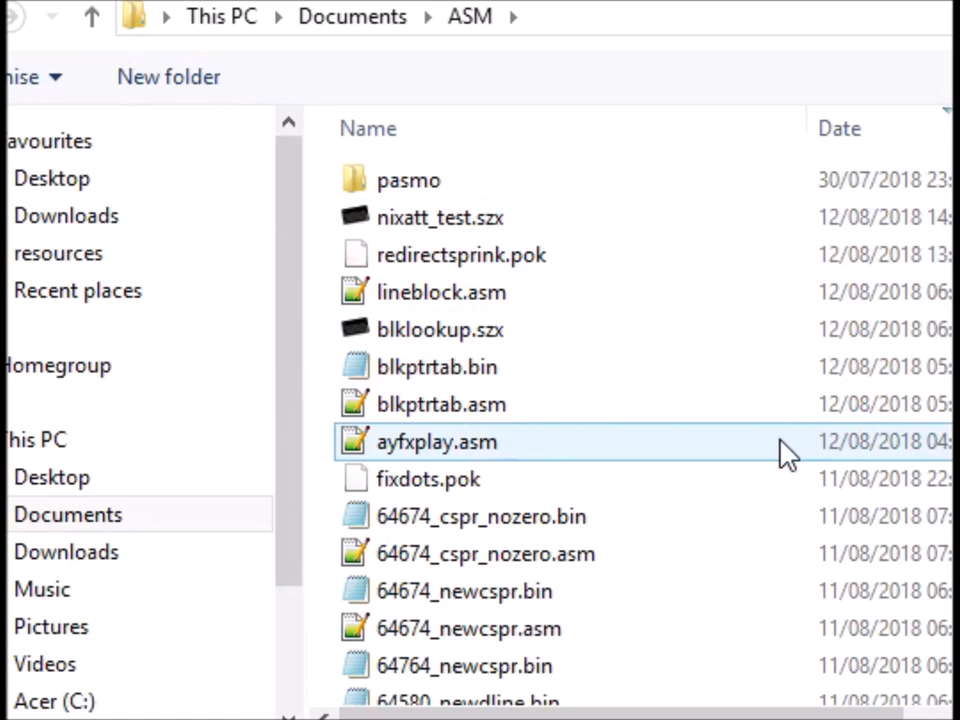 This PC Documents ASM
nise New folder
Name Date
avourites
Desktop
Downloads
resources
Recent places
Homegroup
his PC
Desktop
Documents
Downloads
Music
Pictures
Videos
Acer (C:)
pasmo 30/07/2018 23:
nixatt_test.szx 12/08/2018 14:
redirectsprink.pok 12/08/2018 13:
lineblock.asm 12/08/2018 06:
blklookup.szx 12/08/2018 06:
blkptrtab.bin 12/08/2018 05:
blkptrtab.asm 12/08/2018 05:
ayfxplay.asm 12/08/2018 04:
fixdots.pok 11/08/2018 22:
64674_cspr_nozero.bin 11/08/2018 07:
64674_cspr_nozero.asm 11/08/2018 07:
64674_newcspr.bin 11/08/2018 06:
64674_newcspr.asm 11/08/2018 06:
64764_newcspr.bin 11/08/2018 06:
64580_newdline.bin